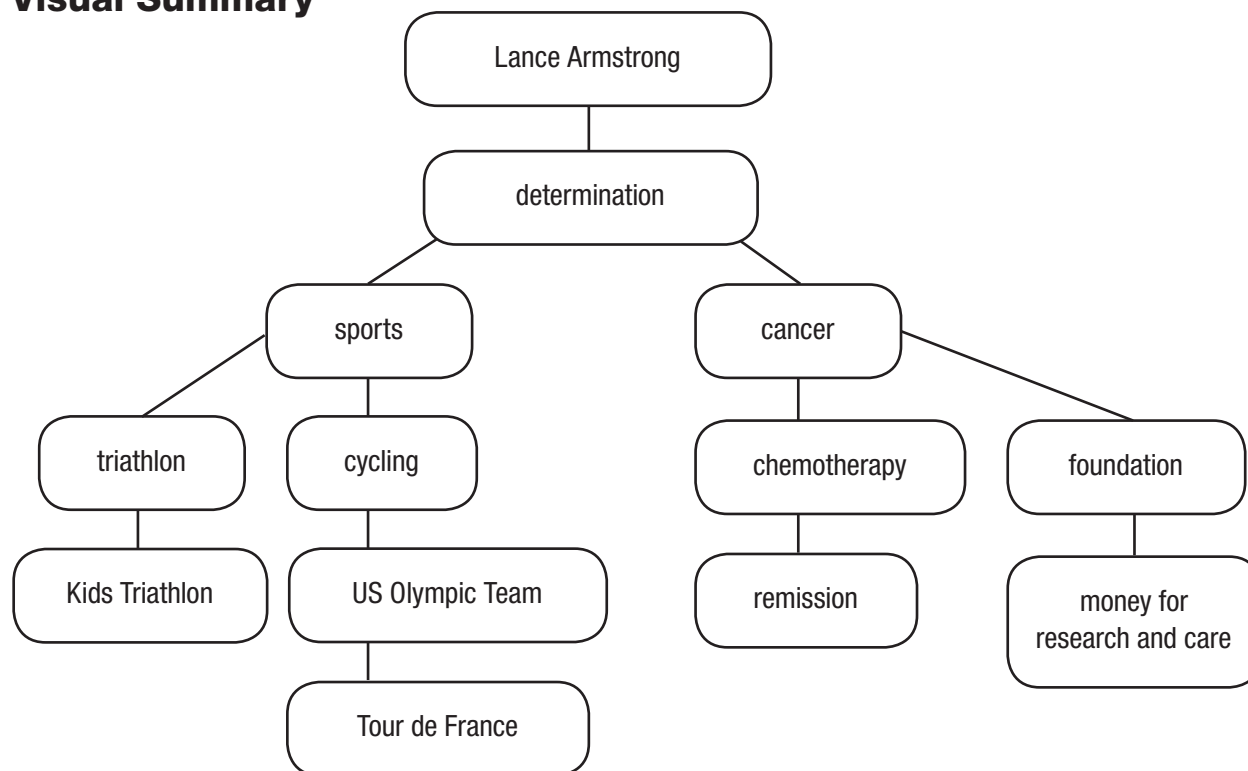 Visual Summary
Lance Armstrong
determination
sports
cancer
triathlon
cycling
chemotherapy
foundation
Kids Triathlon
US Olympic Team
remission
money for
research and care
Tour de France